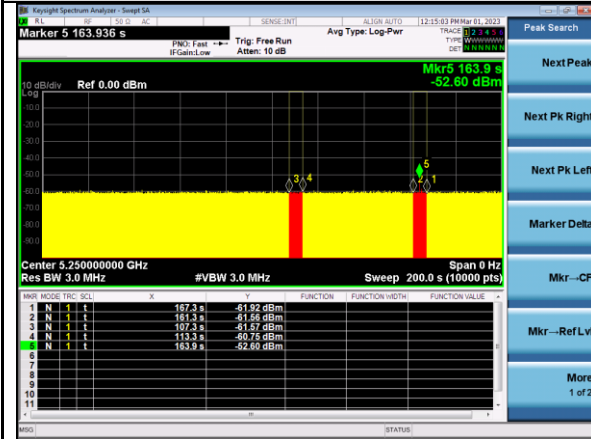 Keysight Spectrum Analyzer - Swept SA
RL RF 50 Ω AC SENSE:INT ALIGN AUTO 12:15:03 PM Mar 01, 2023
Marker 5 163.936 s Avg Type: Log-Pwr TRACE 1 2 3 4 5 6
PNO: Fast Trig: Free Run TYPE WWWWWW
IFGain:Low Atten: 10 dB DET N N N N N N
Peak Search
Mkr5 163.9 s
10 dB/div Ref 0.00 dBm -52.60 dBm
Log
-10.0
-20.0
-30.0
-40.0
-50.0
-60.0
-70.0
-80.0
-90.0
3 4 5 2 1
Center 5.250000000 GHz Span 0 Hz
Res BW 3.0 MHz #VBW 3.0 MHz Sweep 200.0 s (10000 pts)
MKR MODE TRC SCL X Y FUNCTION FUNCTION WIDTH FUNCTION VALUE
1 N 1 t 167.3 s -61.92 dBm
2 N 1 t 161.3 s -61.56 dBm
3 N 1 t 107.3 s -61.57 dBm
4 N 1 t 113.3 s -60.75 dBm
5 N 1 t 163.9 s -52.60 dBm
6
7
8
9
10
11
MSG STATUS
Next Peak
Next Pk Right
Next Pk Left
Marker Delta
Mkr→CF
Mkr→Ref Lvl
More
1 of 2